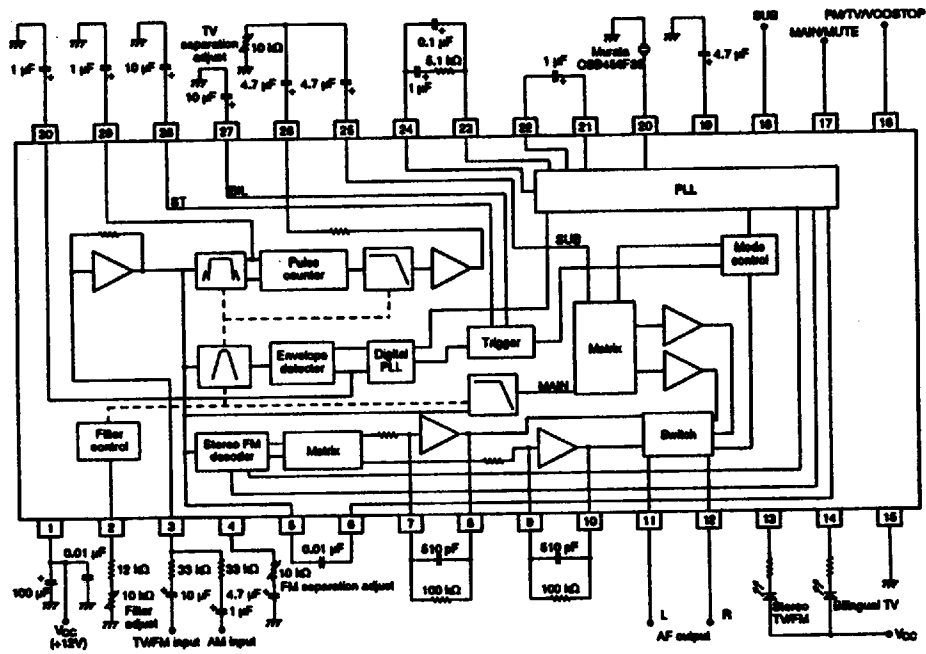 SUB
FM/TV/VCOSTOP
MAIN/MUTE
TV
separation
adjust
10 kΩ
0.1 µF
5.1 kΩ
1 µF
Murata
1 µF
1 µF
1 µF
10 µF
10 µF
4.7 µF
4.7 µF
4.7 µF
30
29
28
27
26
25
24
23
22
21
20
19
18
17
16
PLL
ST
BIL
SUB
Mode
control
Pulse
counter
Matrix
Trigger
Envelope
detector
Digital
PLL
MAIN
Filter
control
Stereo FM
decoder
Matrix
Switch
1
2
3
4
5
6
7
8
9
10
11
12
13
14
15
0.01 µF
100 µF
VCC
(+12V)
12 kΩ
10 kΩ
Filter
adjust
33 kΩ
10 µF
TV/FM input
33 kΩ
4.7 µF
1 µF
AM input
0.01 µF
10 kΩ
FM separation adjust
510 pF
100 kΩ
510 pF
100 kΩ
L
R
AF output
Stereo
TV/FM
Bilingual TV
VCC